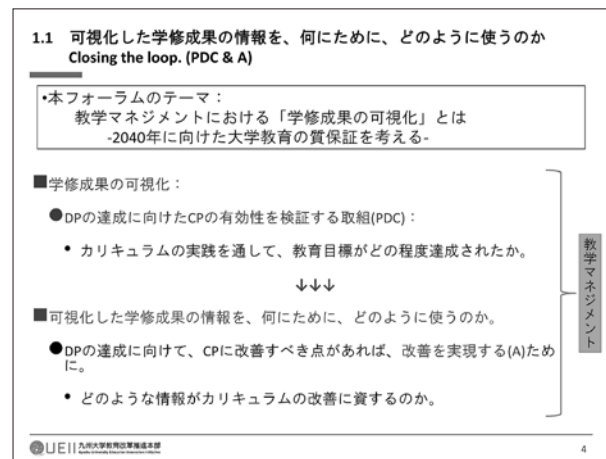 1.1 可視化した学修成果の情報を、何にために、どのように使うのか
Closing the loop. (PDC & A)
•本フォーラムのテーマ：
教学マネジメントにおける「学修成果の可視化」とは
-2040年に向けた大学教育の質保証を考える-
■学修成果の可視化：
●DPの達成に向けたCPの有効性を検証する取組(PDC)：
• カリキュラムの実践を通して、教育目標がどの程度達成されたか。
↓↓↓
■可視化した学修成果の情報を、何にために、どのように使うのか。
●DPの達成に向けて、CPに改善すべき点があれば、改善を実現する(A)ため
に。
• どのような情報がカリキュラムの改善に資するのか。
教学マネジメント
UEII 九州大学教育改革推進本部
4